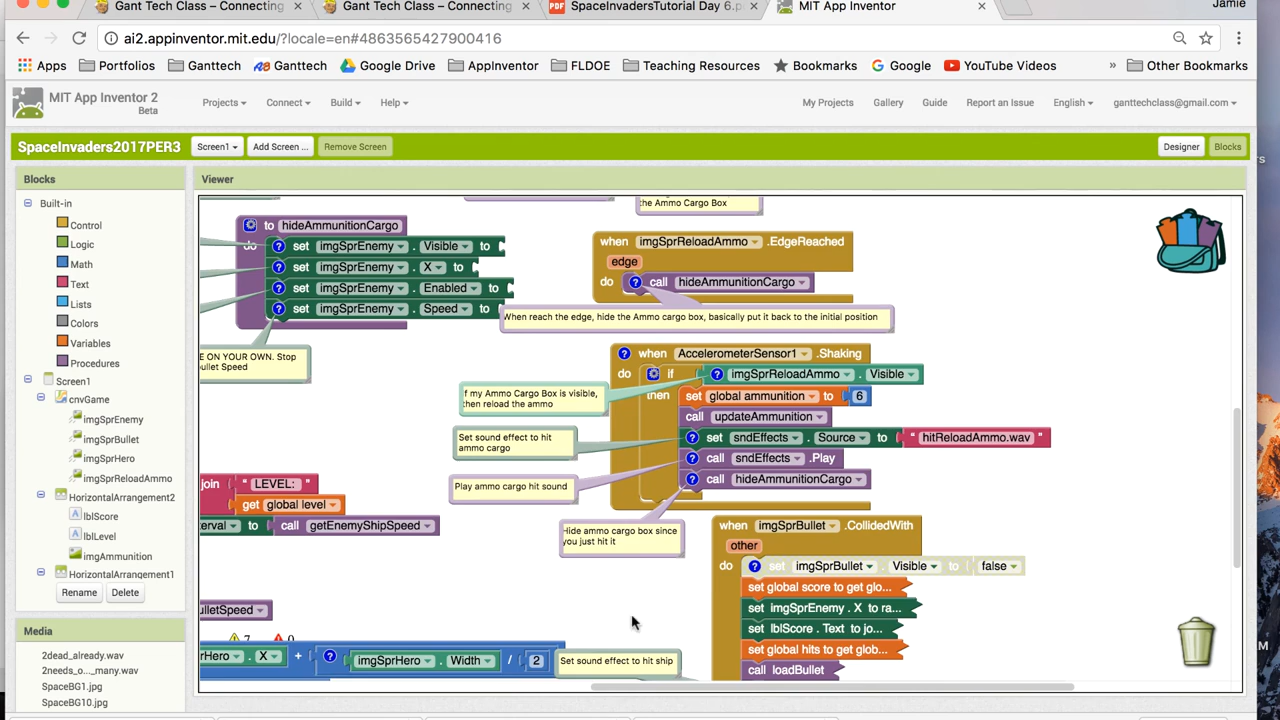 Gant Tech Class – Connecting
Gant Tech Class – Connecting
PDF SpaceInvadersTutorial Day 6.p
MIT App Inventor
Jamie
ai2.appinventor.mit.edu/?locale=en#4863565427900416
Apps Portfolios Ganttech Ganttech Google Drive AppInventor FLDOE Teaching Resources Bookmarks Google YouTube Videos » Other Bookmarks
MIT App Inventor 2
Beta
Projects Connect Build Help My Projects Gallery Guide Report an Issue English ganttechclass@gmail.com
SpaceInvaders2017PER3 Screen1 Add Screen ... Remove Screen Designer Blocks
Blocks
Built-in
Control
Logic
Math
Text
Lists
Colors
Variables
Procedures
Screen1
cnvGame
imgSprEnemy
imgSprBullet
imgSprHero
imgSprReloadAmmo
HorizontalArrangement2
lblScore
lblLevel
imgAmmunition
HorizontalArrangement1
Rename Delete
Media
2dead_already.wav
2needs_o..._many.wav
SpaceBG1.jpg
SpaceBG10.jpg
Viewer
the Ammo Cargo Box
to hideAmmunitionCargo
do set imgSprEnemy . Visible to
set imgSprEnemy . X to
set imgSprEnemy . Enabled to
set imgSprEnemy . Speed to
E ON YOUR OWN. Stop
ullet Speed
when imgSprReloadAmmo .EdgeReached
edge
do call hideAmmunitionCargo
When reach the edge, hide the Ammo cargo box, basically put it back to the initial position
when AccelerometerSensor1 .Shaking
do if imgSprReloadAmmo . Visible
then set global ammunition to 6
call updateAmmunition
set sndEffects . Source to " hitReloadAmmo.wav "
call sndEffects .Play
call hideAmmunitionCargo
If my Ammo Cargo Box is visible,
then reload the ammo
Set sound effect to hit
ammo cargo
Play ammo cargo hit sound
Hide ammo cargo box since
you just hit it
join " LEVEL: "
get global level
terval to call getEnemyShipSpeed
ulletSpeed
7 0
Hero . X + imgSprHero . Width / 2
Set sound effect to hit ship
when imgSprBullet .CollidedWith
other
do set imgSprBullet . Visible to false
set global score to get glo...
set imgSprEnemy . X to ra...
set lblScore . Text to jo...
set global hits to get glob...
call loadBullet